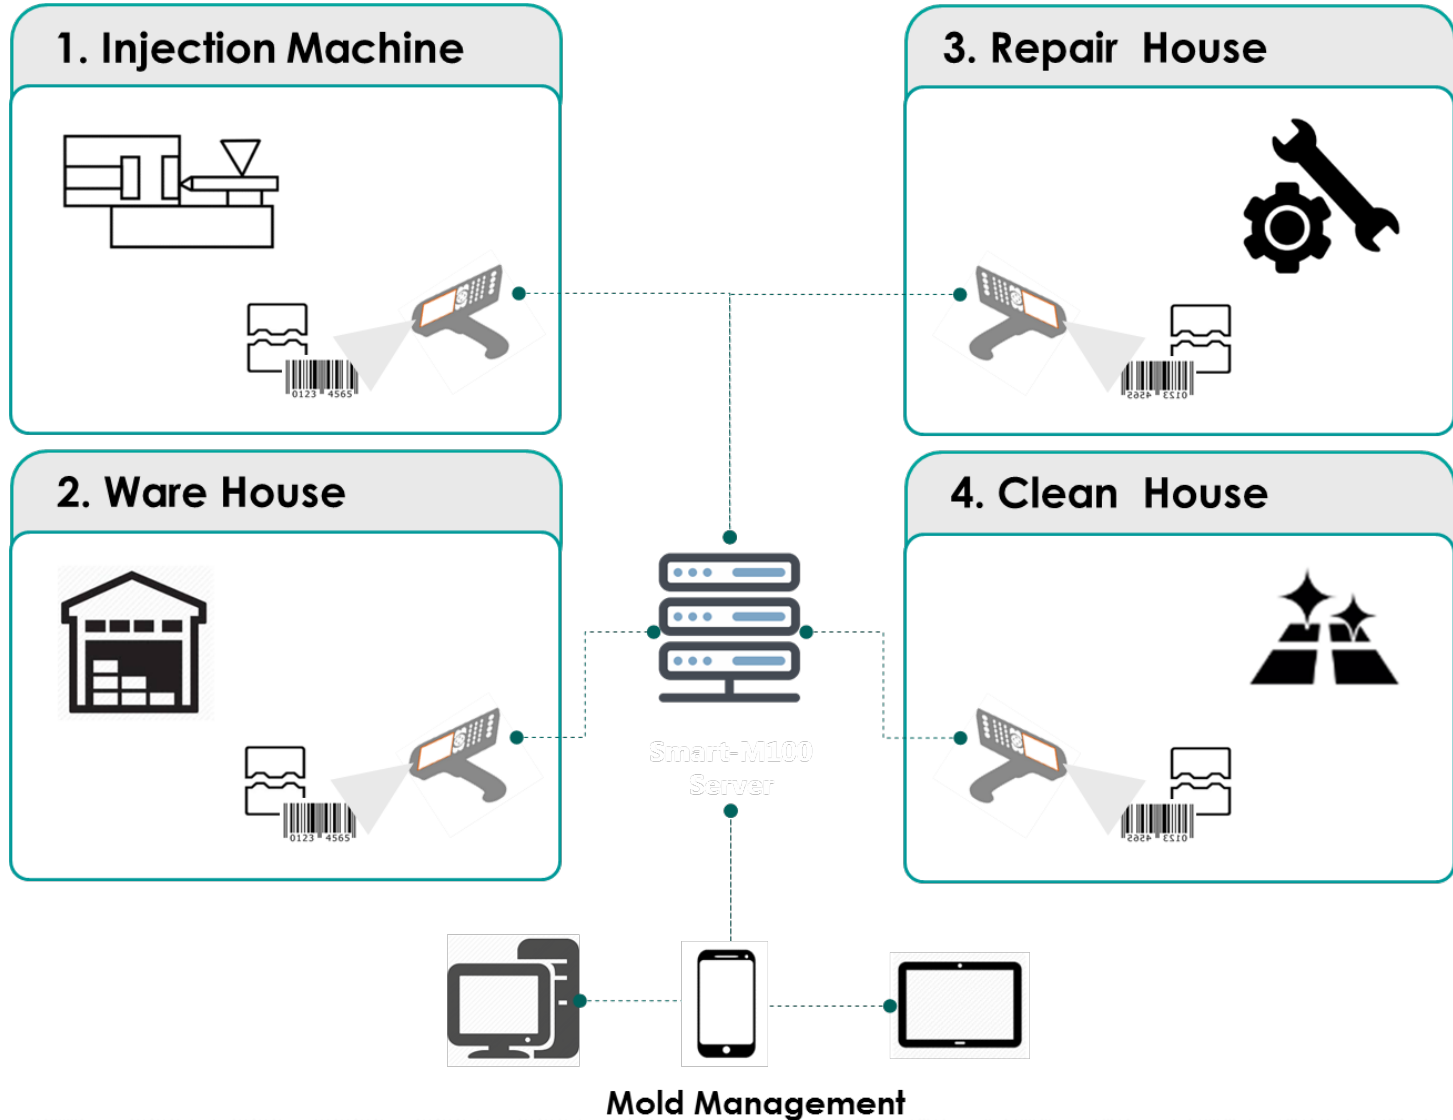 1. Injection Machine
0123 4565
2. Ware House
0123 4565
3. Repair House
0123 4565
4. Clean House
0123 4565
Smart-M100
Server
Mold Management